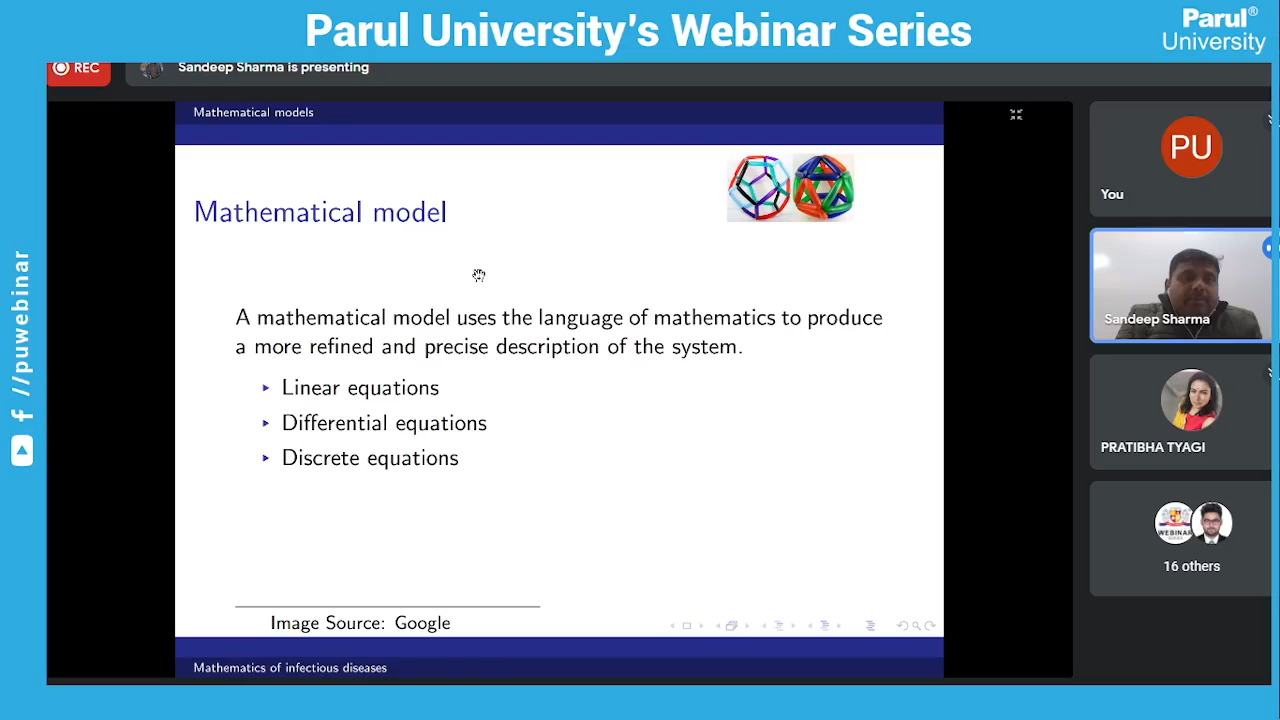 Parul University's Webinar Series
Parul®
University
REC
Sandeep Sharma is presenting
Mathematical models
Mathematical model
A mathematical model uses the language of mathematics to produce
a more refined and precise description of the system.
Linear equations
Differential equations
Discrete equations
Image Source: Google
Mathematics of infectious diseases
PU
You
Sandeep Sharma
PRATIBHA TYAGI
WEBINAR
16 others
//puwebinar